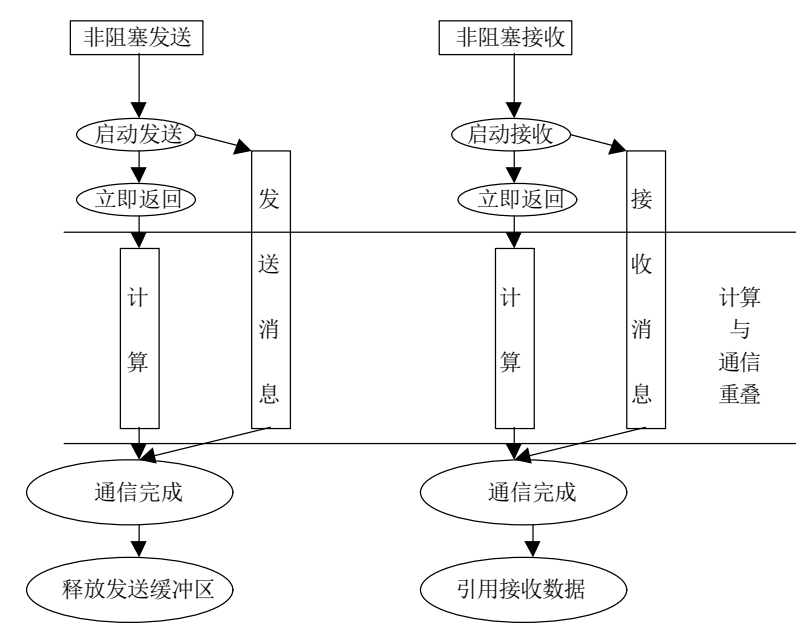 非阻塞发送
非阻塞接收
启动发送
启动接收
立即返回
立即返回
发送消息
接收消息
计算
计算
计算
与
通信
重叠
通信完成
通信完成
释放发送缓冲区
引用接收数据